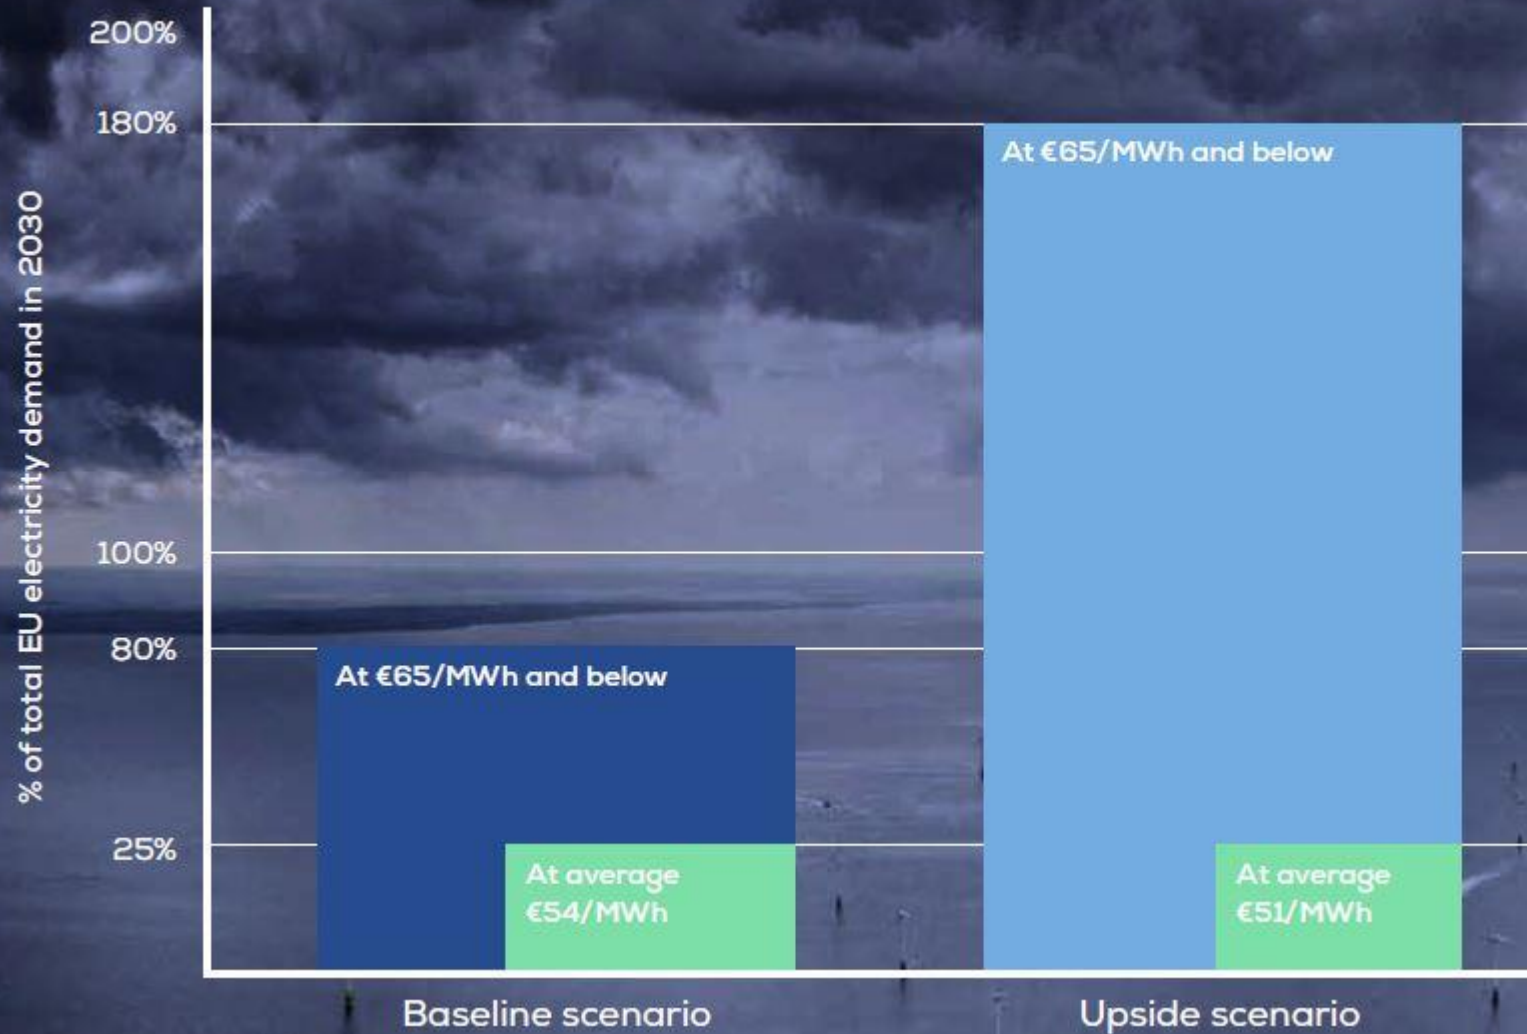 200%
180%
At €65/MWh and below
% of total EU electricity demand in 2030
100%
80%
At €65/MWh and below
25%
At average
€54/MWh
At average
€51/MWh
Baseline scenario
Upside scenario